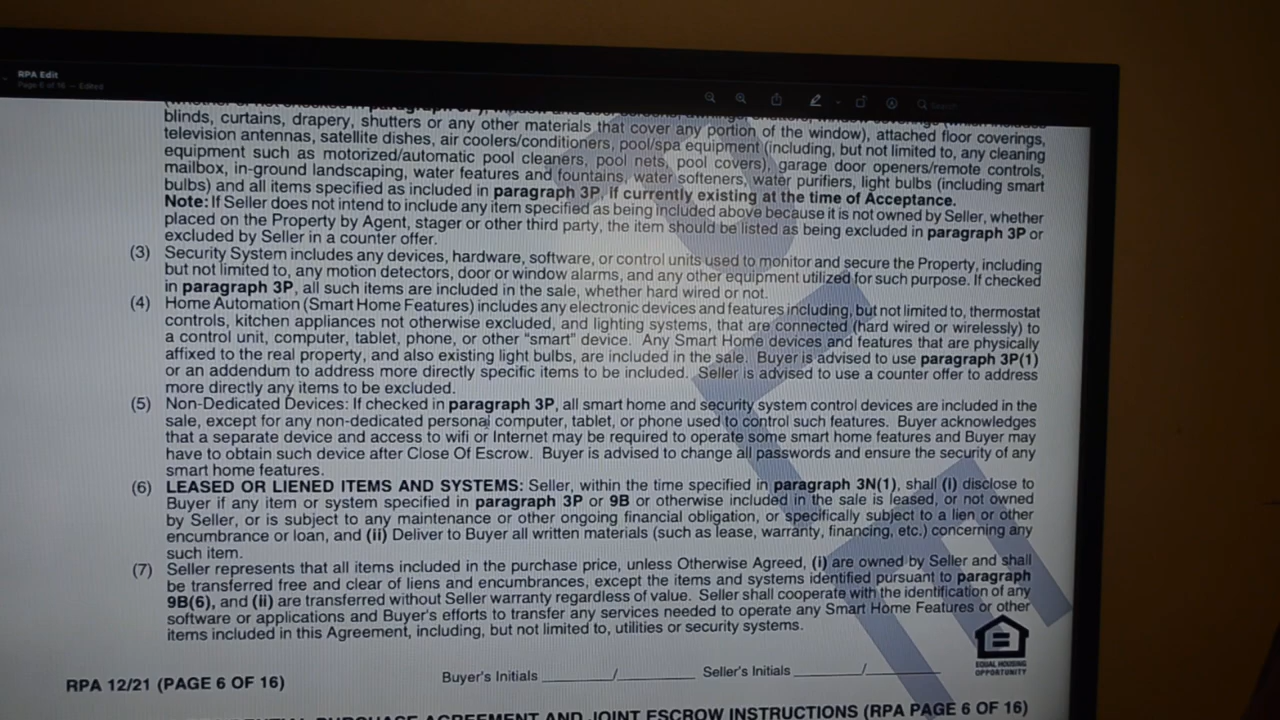 RPA Edit
Page 6 of 16 — Edited
Search
blinds, curtains, drapery, shutters or any other materials that cover any portion of the window), attached floor coverings,
television antennas, satellite dishes, air coolers/conditioners, pool/spa equipment (including, but not limited to, any cleaning
equipment such as motorized/automatic pool cleaners, pool nets, pool covers), garage door openers/remote controls,
mailbox, in-ground landscaping, water features and fountains, water softeners, water purifiers, light bulbs (including smart
bulbs) and all items specified as included in paragraph 3P, if currently existing at the time of Acceptance.
Note: If Seller does not intend to include any item specified as being included above because it is not owned by Seller, whether
placed on the Property by Agent, stager or other third party, the item should be listed as being excluded in paragraph 3P or
excluded by Seller in a counter offer.
(3) Security System includes any devices, hardware, software, or control units used to monitor and secure the Property, including
but not limited to, any motion detectors, door or window alarms, and any other equipment utilized for such purpose. If checked
in paragraph 3P, all such items are included in the sale, whether hard wired or not.
(4) Home Automation (Smart Home Features) includes any electronic devices and features including, but not limited to, thermostat
controls, kitchen appliances not otherwise excluded, and lighting systems, that are connected (hard wired or wirelessly) to
a control unit, computer, tablet, phone, or other "smart" device. Any Smart Home devices and features that are physically
affixed to the real property, and also existing light bulbs, are included in the sale. Buyer is advised to use paragraph 3P(1)
or an addendum to address more directly specific items to be included. Seller is advised to use a counter offer to address
more directly any items to be excluded.
(5) Non-Dedicated Devices: If checked in paragraph 3P, all smart home and security system control devices are included in the
sale, except for any non-dedicated personal computer, tablet, or phone used to control such features. Buyer acknowledges
that a separate device and access to wifi or Internet may be required to operate some smart home features and Buyer may
have to obtain such device after Close Of Escrow. Buyer is advised to change all passwords and ensure the security of any
smart home features.
(6) LEASED OR LIENED ITEMS AND SYSTEMS: Seller, within the time specified in paragraph 3N(1), shall (i) disclose to
Buyer if any item or system specified in paragraph 3P or 9B or otherwise included in the sale is leased, or not owned
by Seller, or is subject to any maintenance or other ongoing financial obligation, or specifically subject to a lien or other
encumbrance or loan, and (ii) Deliver to Buyer all written materials (such as lease, warranty, financing, etc.) concerning any
such item.
(7) Seller represents that all items included in the purchase price, unless Otherwise Agreed, (i) are owned by Seller and shall
be transferred free and clear of liens and encumbrances, except the items and systems identified pursuant to paragraph
9B(6), and (ii) are transferred without Seller warranty regardless of value. Seller shall cooperate with the identification of any
software or applications and Buyer's efforts to transfer any services needed to operate any Smart Home Features or other
items included in this Agreement, including, but not limited to, utilities or security systems.
EQUAL HOUSING
OPPORTUNITY
RPA 12/21 (PAGE 6 OF 16) Buyer's Initials ______/______ Seller's Initials ______/______
PURCHASE AGREEMENT AND JOINT ESCROW INSTRUCTIONS (RPA PAGE 6 OF 16)